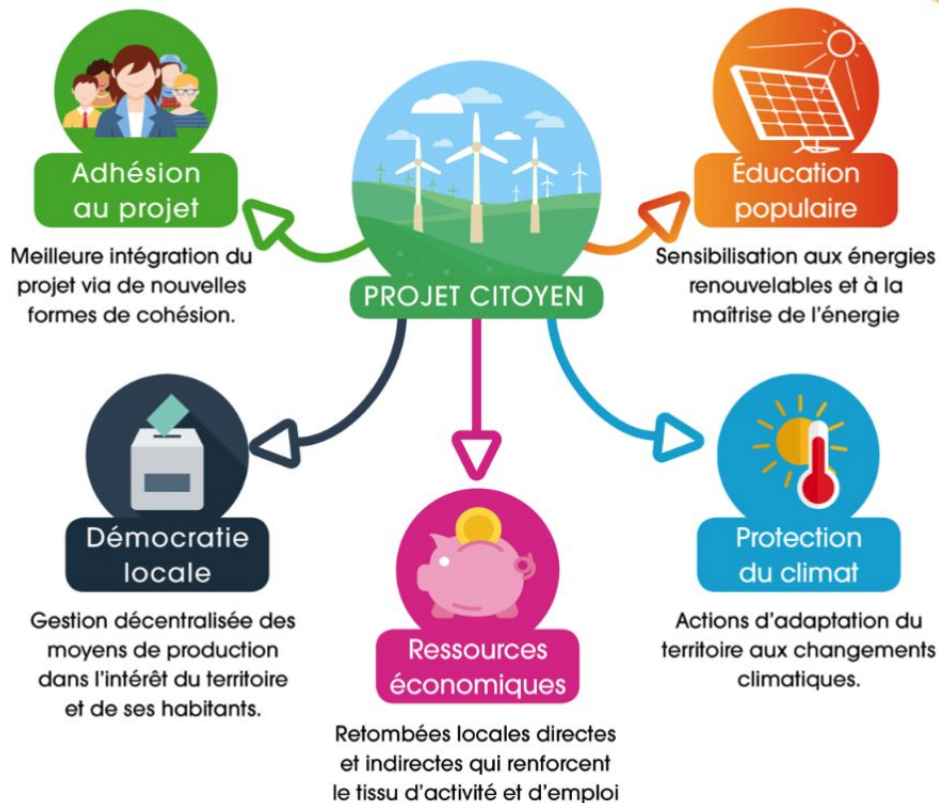 Adhésion
au projet
Meilleure intégration du
projet via de nouvelles
formes de cohésion.
PROJET CITOYEN
Éducation
populaire
Sensibilisation aux énergies
renouvelables et à la
maîtrise de l'énergie
Démocratie
locale
Gestion décentralisée des
moyens de production
dans l'intérêt du territoire
et de ses habitants.
Ressources
économiques
Retombées locales directes
et indirectes qui renforcent
le tissu d'activité et d'emploi
Protection
du climat
Actions d'adaptation du
territoire aux changements
climatiques.